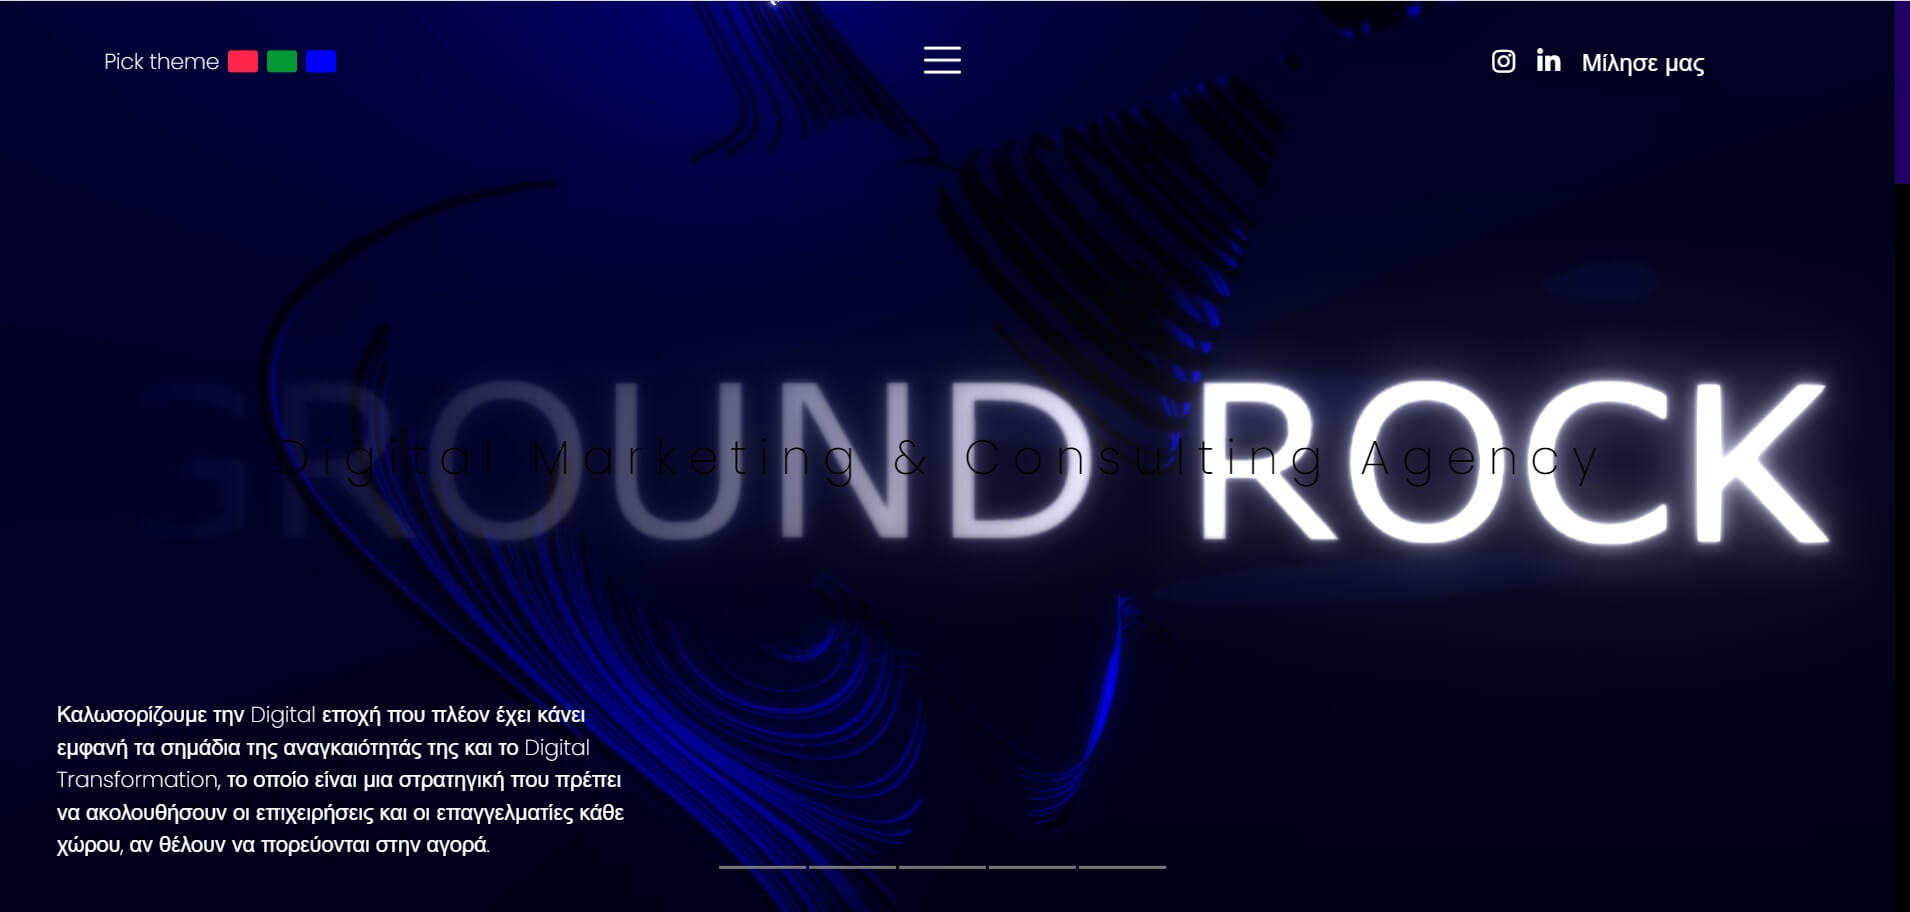 Pick theme
Μίλησε μας
GROUND ROCK
Digital Marketing & Consulting Agency
Καλωσορίζουμε την Digital εποχή που πλέον έχει κάνει
εμφανή τα σημάδια της αναγκαιότητάς της και το Digital
Transformation, το οποίο είναι μια στρατηγική που πρέπει
να ακολουθήσουν οι επιχειρήσεις και οι επαγγελματίες κάθε
χώρου, αν θέλουν να πορεύονται στην αγορά.